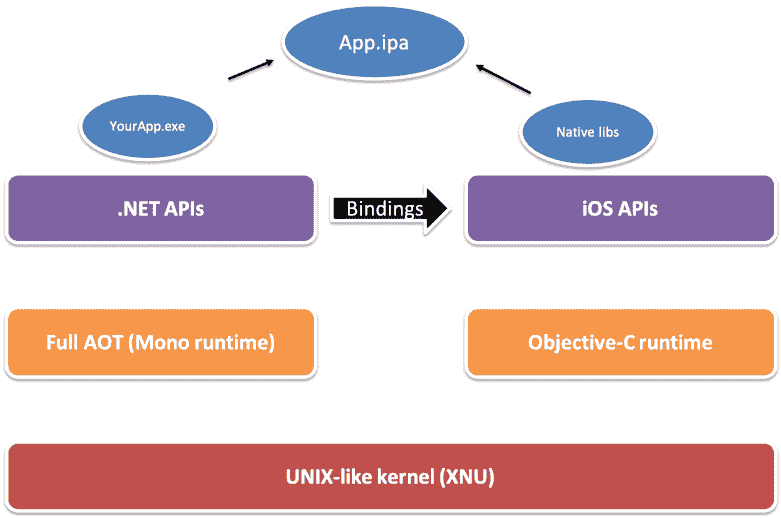 App.ipa
YourApp.exe
Native libs
.NET APIs
Bindings
iOS APIs
Full AOT (Mono runtime)
Objective-C runtime
UNIX-like kernel (XNU)